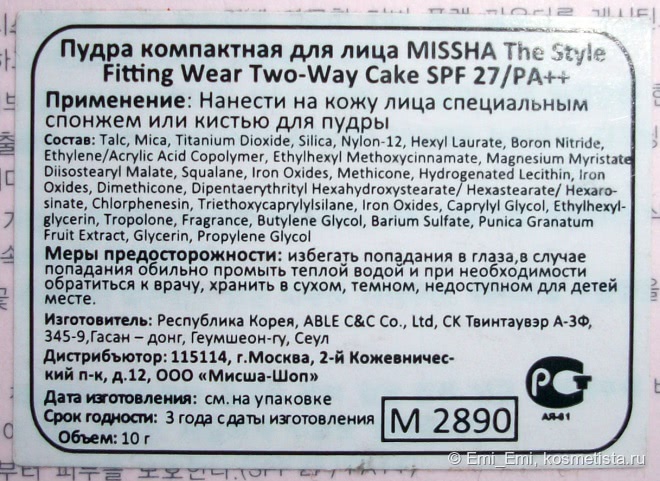 Пудра компактная для лица MISSHA The Style
Fitting Wear Two-Way Cake SPF 27/PA++
Применение: Нанести на кожу лица специальным
спонжем или кистью для пудры
Состав: Talc, Mica, Titanium Dioxide, Silica, Nylon-12, Hexyl Laurate, Boron Nitride,
Ethylene/Acrylic Acid Copolymer, Ethylhexyl Methoxycinnamate, Magnesium Myristate
Diisostearyl Malate, Squalane, Iron Oxides, Methicone, Hydrogenated Lecithin, Iron
Oxides, Dimethicone, Dipentaerythrityl Hexahydroxystearate/ Hexastearate/ Hexaro-
sinate, Chlorphenesin, Triethoxycaprylylsilane, Iron Oxides, Caprylyl Glycol, Ethylhexyl-
glycerin, Tropolone, Fragrance, Butylene Glycol, Barium Sulfate, Punica Granatum
Fruit Extract, Glycerin, Propylene Glycol
Меры предосторожности: избегать попадания в глаза,в случае
попадания обильно промыть теплой водой и при необходимости
обратиться к врачу, хранить в сухом, темном, недоступном для детей
месте.
Изготовитель: Республика Корея, ABLE C&C Co., Ltd, СК Твинтауэр А-3Ф,
345-9,Гасан – донг, Геумшеон-гу, Сеул
Дистрибьютор: 115114, г.Москва, 2-й Кожевничес-
кий п-к, д.12, ООО «Мисша-Шоп»
Дата изготовления: см. на упаковке
Срок годности: 3 года с даты изготовления
Объем: 10 г
М 2890
РСТ
АЯ-61
© Emi_Emi, kosmetista.ru